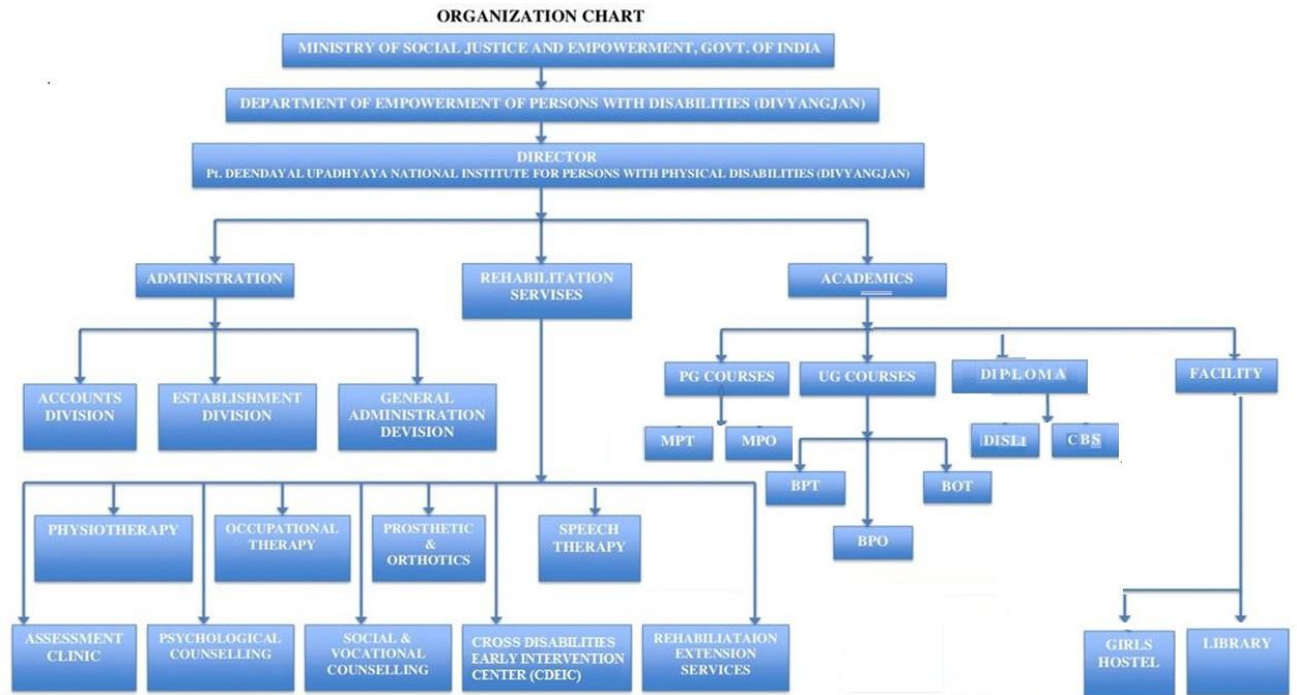 ORGANIZATION CHART
MINISTRY OF SOCIAL JUSTICE AND EMPOWERMENT, GOVT. OF INDIA
DEPARTMENT OF EMPOWERMENT OF PERSONS WITH DISABILITIES (DIVYANGJAN)
DIRECTOR
Pt. DEENDAYAL UPADHYAYA NATIONAL INSTITUTE FOR PERSONS WITH PHYSICAL DISABILITIES (DIVYANGJAN)
ADMINISTRATION
REHABILITATION
SERVISES
ACADEMICS
ACCOUNTS
DIVISION
ESTABLISHMENT
DIVISION
GENERAL
ADMINISTRATION
DEVISION
PG COURSES
UG COURSES
DIPLOMA
FACILITY
MPT
MPO
DISLI
CBS
BPT
BOT
BPO
PHYSIOTHERAPY
OCCUPATIONAL
THERAPY
PROSTHETIC
&
ORTHOTICS
SPEECH
THERAPY
ASSESSMENT
CLINIC
PSYCHOLOGICAL
COUNSELLING
SOCIAL &
VOCATIONAL
COUNSELLING
CROSS DISABILITIES
EARLY INTERVENTION
CENTER (CDEIC)
REHABILIATAION
EXTENSION
SERVICES
GIRLS
HOSTEL
LIBRARY